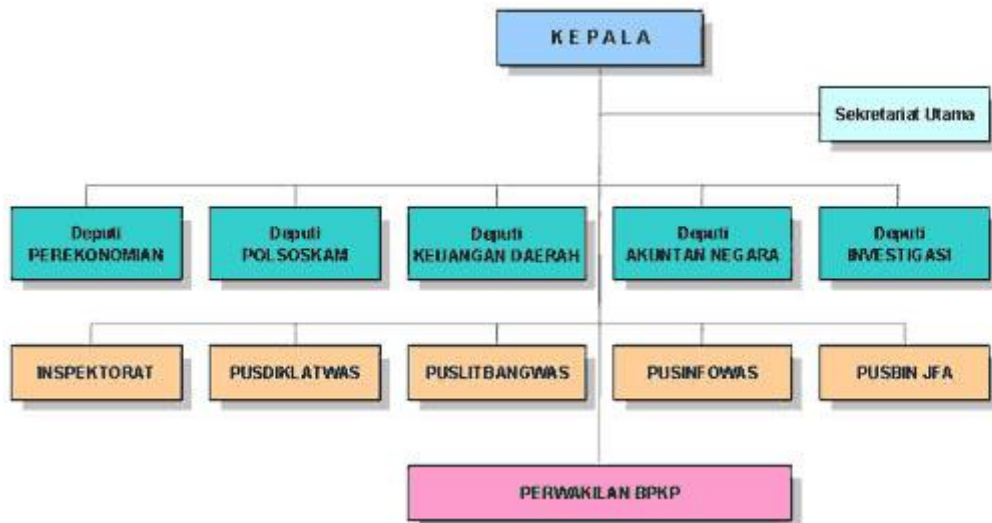 KEPALA
Sekretariat Utama
Deputi
PEREKONOMIAN
Deputi
POLSOSKAM
Deputi
KEUANGAN DAERAH
Deputi
AKUNTAN NEGARA
Deputi
INVESTIGASI
INSPEKTORAT
PUSDIKLATWAS
PUSLITBANGWAS
PUSINFOWAS
PUSBIN JFA
PERWAKILAN BPKP